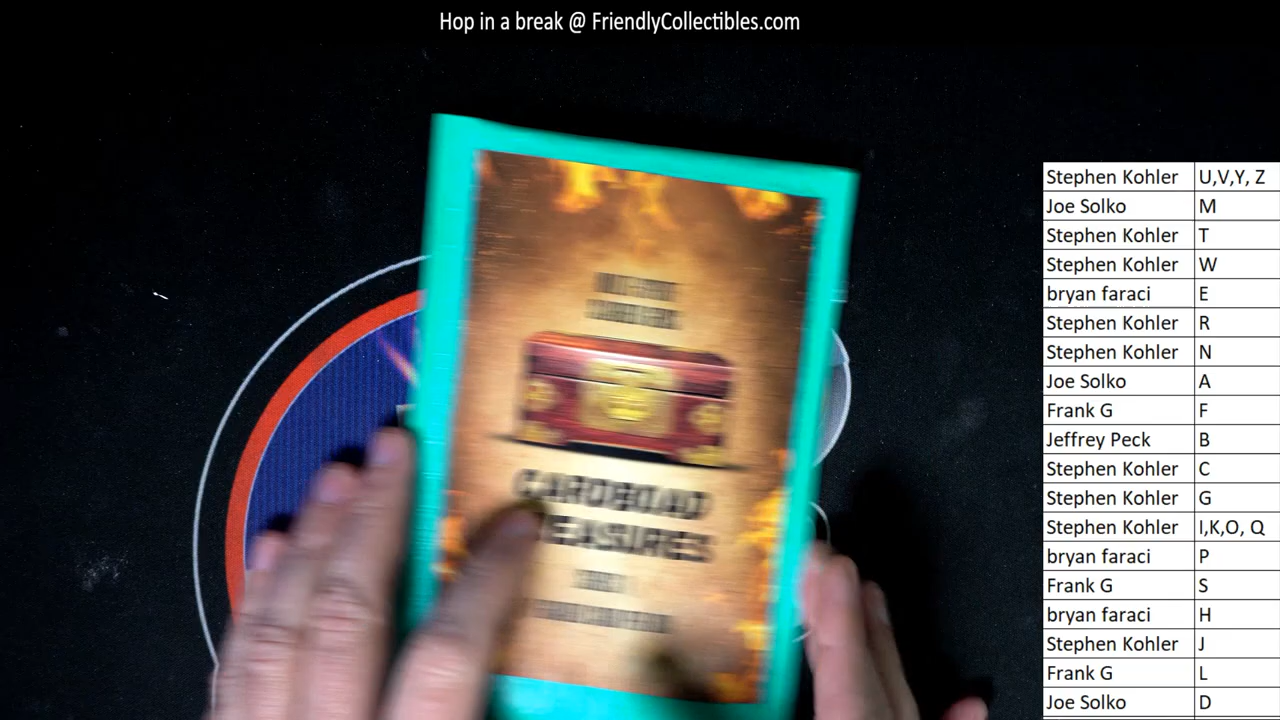 Hop in a break @ FriendlyCollectibles.com
CARDBOARD
TREASURES
Stephen Kohler U,V,Y, Z
Joe Solko M
Stephen Kohler T
Stephen Kohler W
bryan faraci E
Stephen Kohler R
Stephen Kohler N
Joe Solko A
Frank G F
Jeffrey Peck B
Stephen Kohler C
Stephen Kohler G
Stephen Kohler I,K,O, Q
bryan faraci P
Frank G S
bryan faraci H
Stephen Kohler J
Frank G L
Joe Solko D